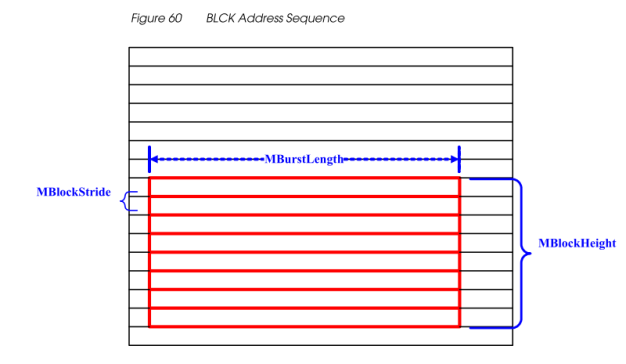 Figure 60 BLCK Address Sequence
MBurstLength
MBlockStride
MBlockHeight